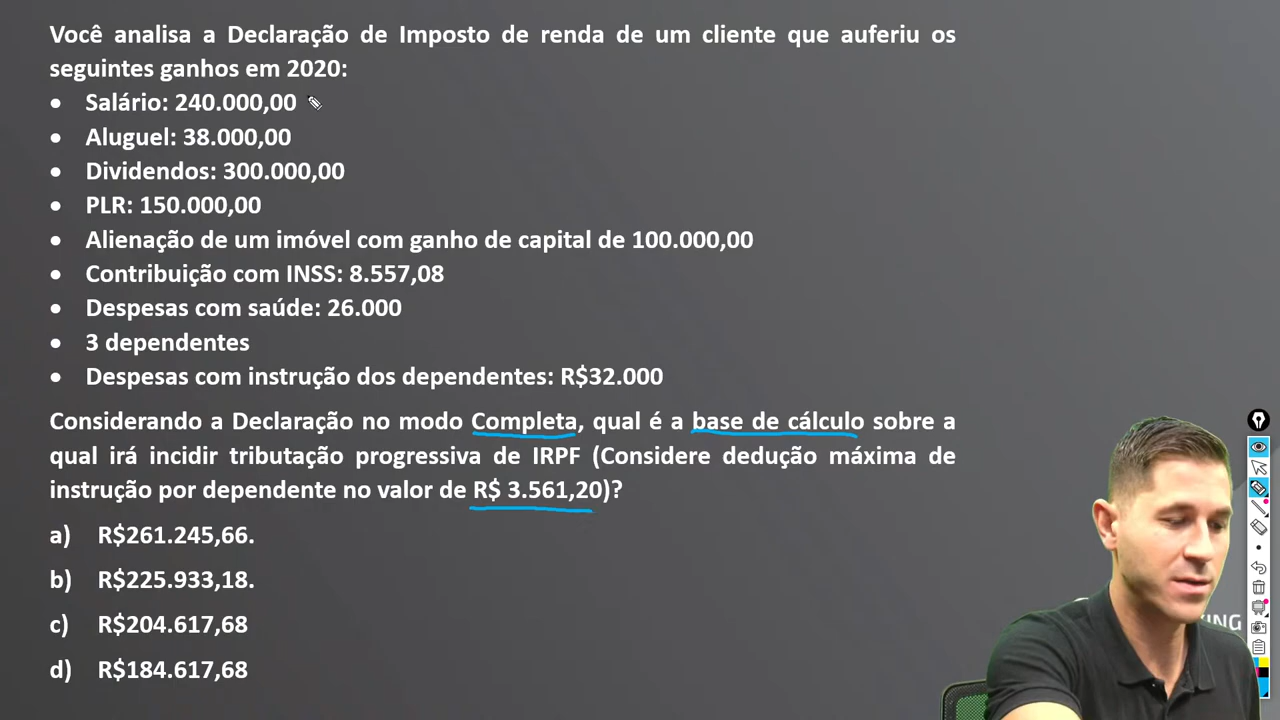 Você analisa a Declaração de Imposto de renda de um cliente que auferiu os
seguintes ganhos em 2020:
• Salário: 240.000,00
• Aluguel: 38.000,00
• Dividendos: 300.000,00
• PLR: 150.000,00
• Alienação de um imóvel com ganho de capital de 100.000,00
• Contribuição com INSS: 8.557,08
• Despesas com saúde: 26.000
• 3 dependentes
• Despesas com instrução dos dependentes: R$32.000
Considerando a Declaração no modo Completa, qual é a base de cálculo sobre a
qual irá incidir tributação progressiva de IRPF (Considere dedução máxima de
instrução por dependente no valor de R$ 3.561,20)?
a) R$261.245,66.
b) R$225.933,18.
c) R$204.617,68
d) R$184.617,68